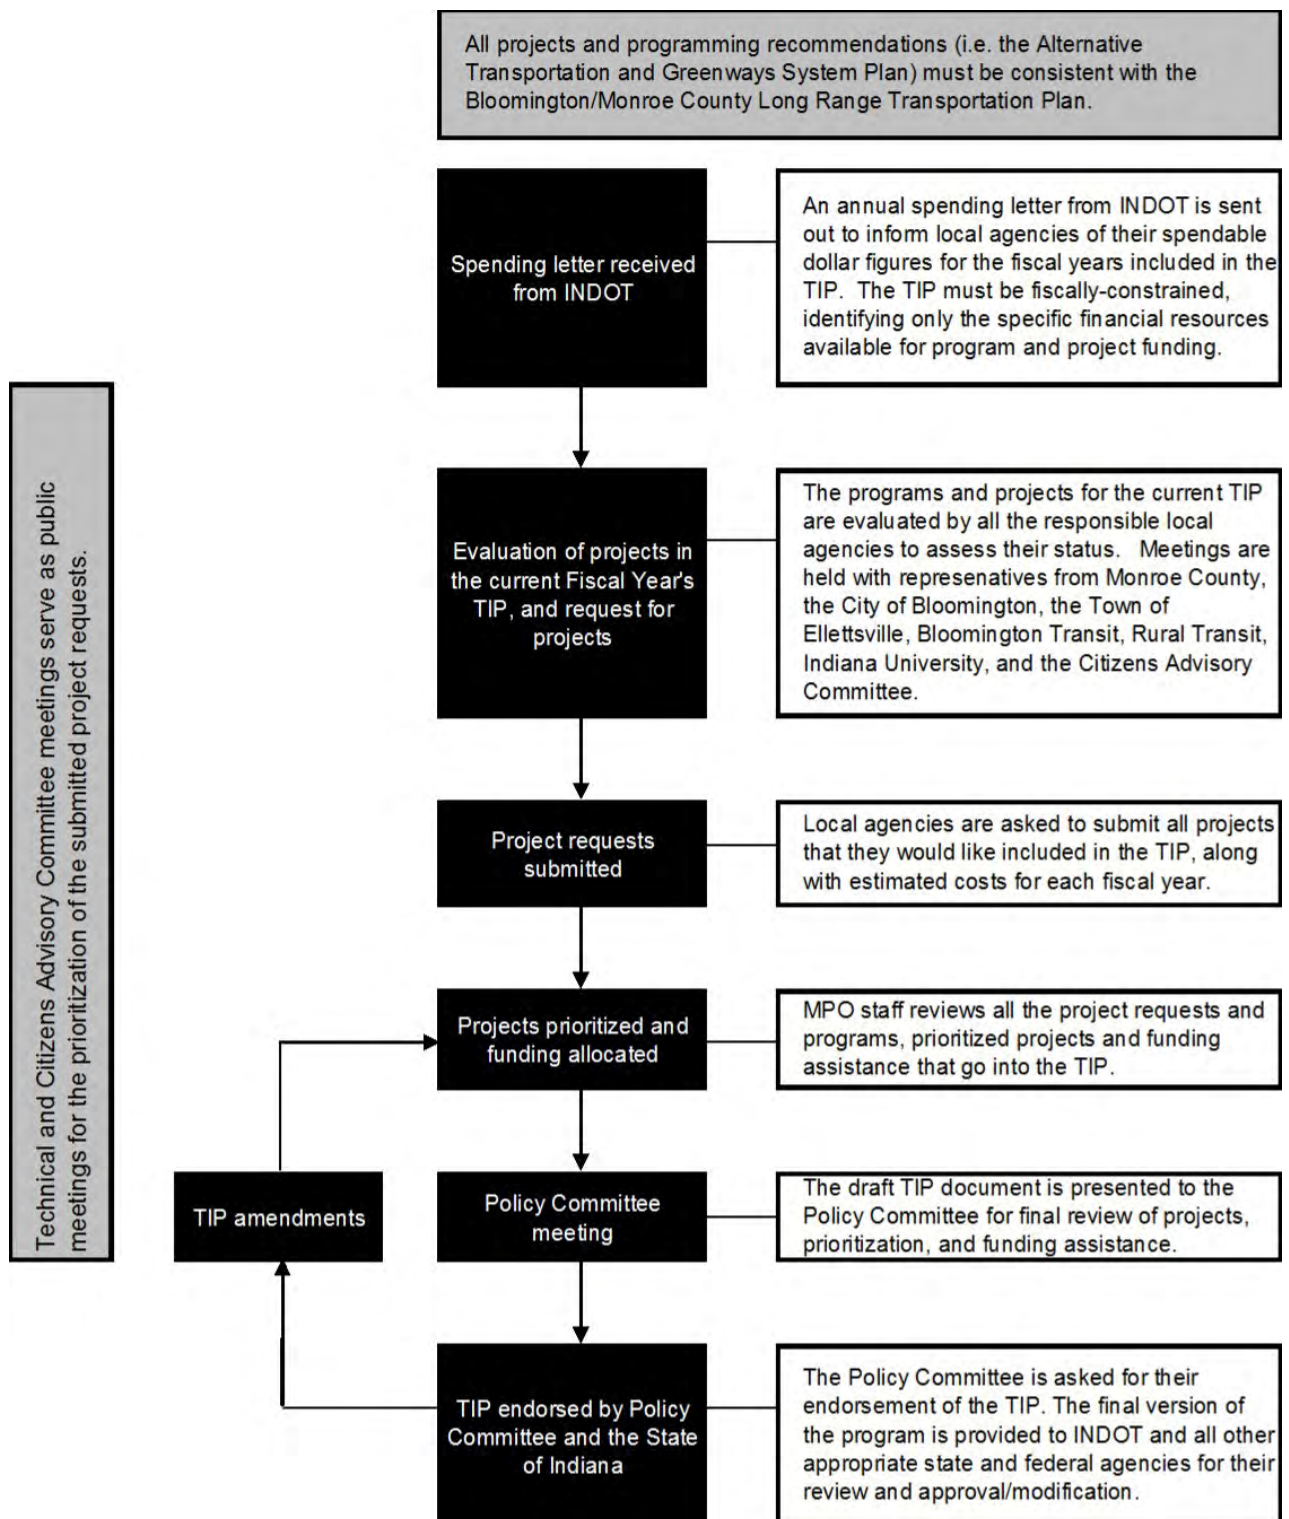 All projects and programming recommendations (i.e. the Alternative
Transportation and Greenways System Plan) must be consistent with the
Bloomington/Monroe County Long Range Transportation Plan.
Spending letter received
from INDOT
An annual spending letter from INDOT is sent
out to inform local agencies of their spendable
dollar figures for the fiscal years included in the
TIP. The TIP must be fiscally-constrained,
identifying only the specific financial resources
available for program and project funding.
Technical and Citizens Advisory Committee meetings serve as public
meetings for the prioritization of the submitted project requests.
Evaluation of projects in
the current Fiscal Year's
TIP, and request for
projects
The programs and projects for the current TIP
are evaluated by all the responsible local
agencies to assess their status. Meetings are
held with represenatives from Monroe County,
the City of Bloomington, the Town of
Ellettsville, Bloomington Transit, Rural Transit,
Indiana University, and the Citizens Advisory
Committee.
Project requests
submitted
Local agencies are asked to submit all projects
that they would like included in the TIP, along
with estimated costs for each fiscal year.
Projects prioritized and
funding allocated
MPO staff reviews all the project requests and
programs, prioritized projects and funding
assistance that go into the TIP.
TIP amendments
Policy Committee
meeting
The draft TIP document is presented to the
Policy Committee for final review of projects,
prioritization, and funding assistance.
TIP endorsed by Policy
Committee and the State
of Indiana
The Policy Committee is asked for their
endorsement of the TIP. The final version of
the program is provided to INDOT and all other
appropriate state and federal agencies for their
review and approval/modification.